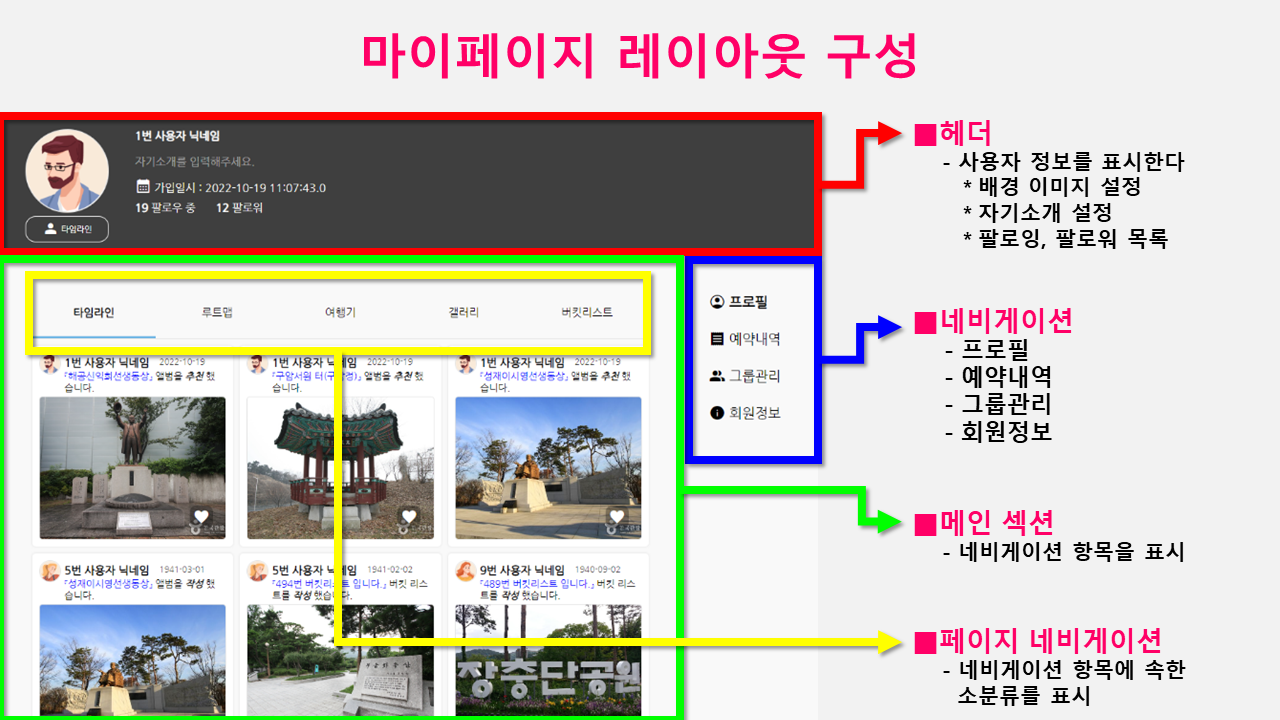 마이페이지 레이아웃 구성
1번 사용자 닉네임
자기소개를 입력해주세요.
가입일시 : 2022-10-19 11:07:43.0
19 팔로우 중 12 팔로워
타임라인
타임라인 루트맵 여행기 갤러리 버킷리스트
프로필
예약내역
그룹관리
회원정보
1번 사용자 닉네임 2022-10-19
『해공신익희선생동상』 앨범을 추천 했
습니다.
1번 사용자 닉네임 2022-10-19
『구암서원 터(구 경)』 앨범을 추천 했
습니다.
1번 사용자 닉네임 2022-10-19
『성재이시영선생동상』 앨범을 추천 했
습니다.
5번 사용자 닉네임 1941-03-01
『성재이시영선생동상』 앨범을 작성 했
습니다.
5번 사용자 닉네임 1941-02-02
『494번 버킷리스트 입니다.』 버킷 리스
트를 작성 했습니다.
9번 사용자 닉네임 1940-09-02
『489번 버킷리스트 입니다.』 버킷 리스
트를 작성 했습니다.
장충단공원
■헤더
- 사용자 정보를 표시한다
* 배경 이미지 설정
* 자기소개 설정
* 팔로잉, 팔로워 목록
■네비게이션
- 프로필
- 예약내역
- 그룹관리
- 회원정보
■메인 섹션
- 네비게이션 항목을 표시
■페이지 네비게이션
- 네비게이션 항목에 속한
소분류를 표시